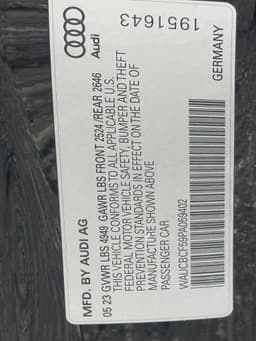 MFD. BY AUDI AG
05 23 GVWR LBS 4949 GAWR LBS FRONT 2524 /REAR 2646
THIS VEHICLE CONFORMS TO ALL APPLICABLE U.S.
FEDERAL MOTOR VEHICLE SAFETY, BUMPER AND THEFT
PREVENTION STANDARDS IN EFFECT ON THE DATE OF
MANUFACTURE SHOWN ABOVE
PASSENGER CAR
WAUCBCF59PA069402
Audi
1951643
GERMANY